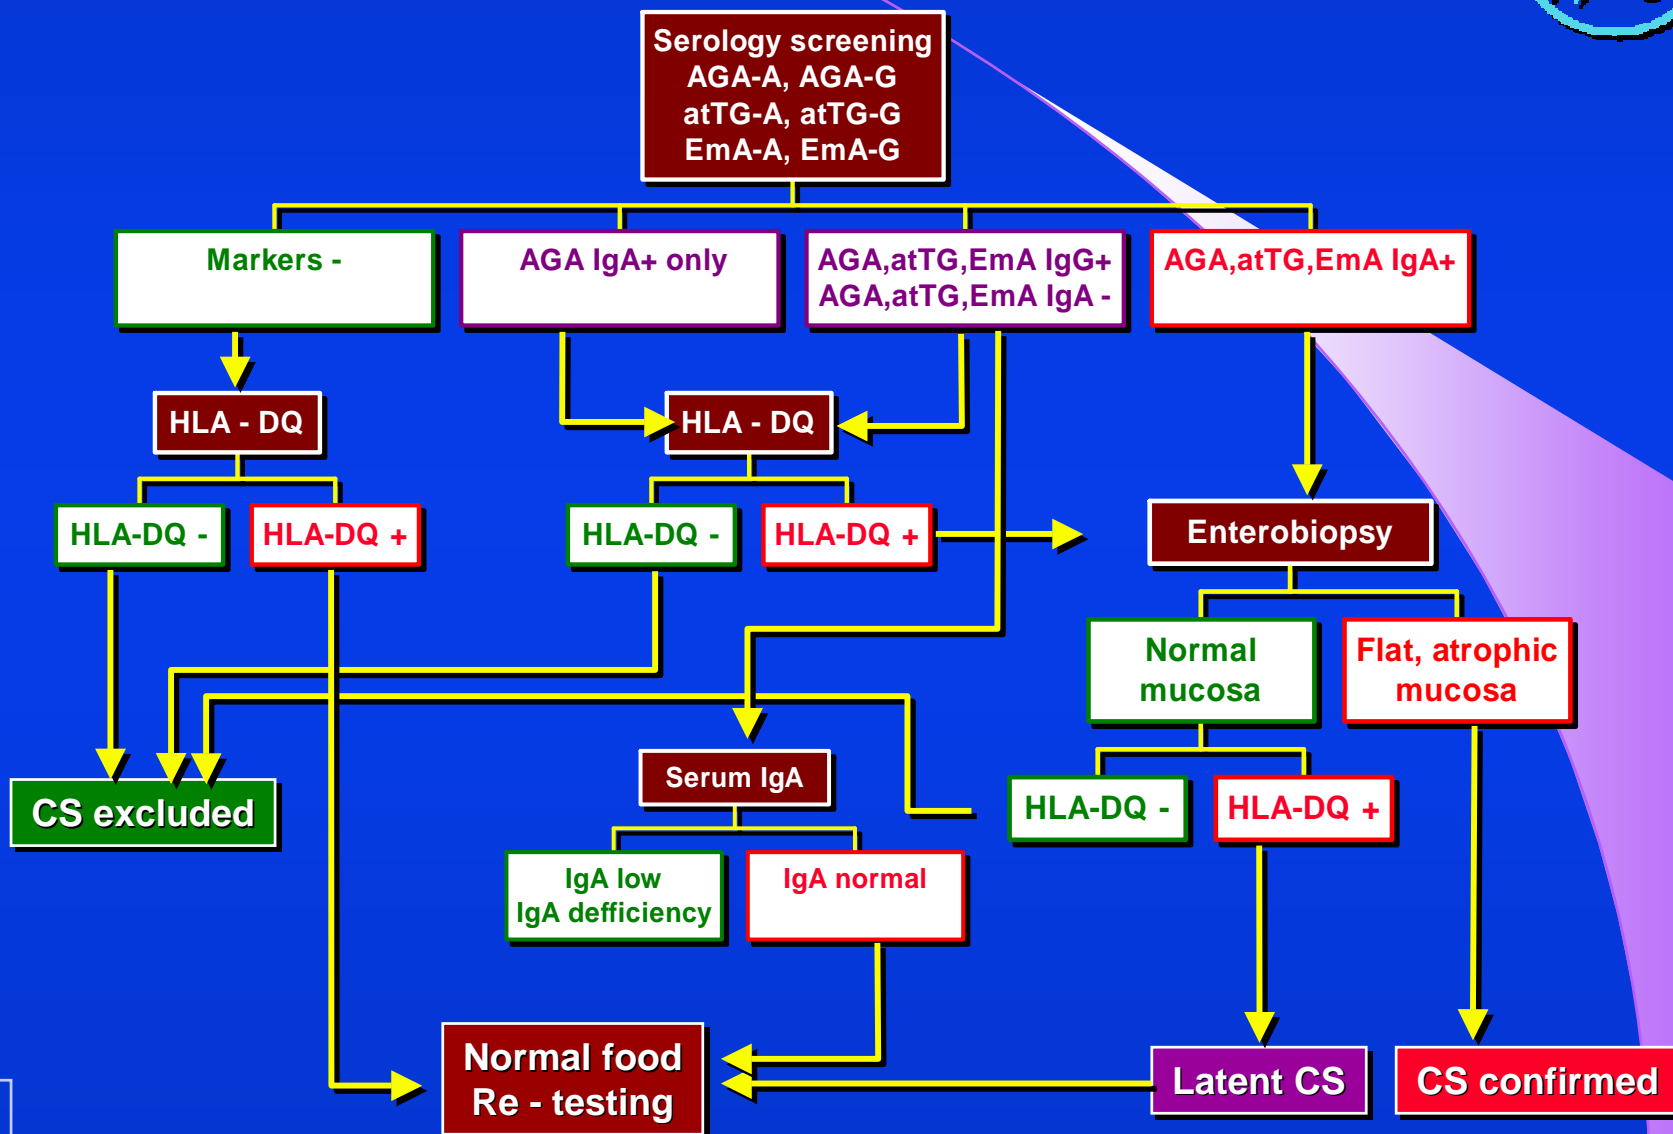 Serology screening
AGA-A, AGA-G
atTG-A, atTG-G
EmA-A, EmA-G
Markers -
AGA IgA+ only
AGA,atTG,EmA IgG+
AGA,atTG,EmA IgA -
AGA,atTG,EmA IgA+
HLA - DQ
HLA - DQ
HLA-DQ -
HLA-DQ +
HLA-DQ -
HLA-DQ +
Enterobiopsy
Normal
mucosa
Flat, atrophic
mucosa
Serum IgA
HLA-DQ -
HLA-DQ +
CS excluded
IgA low
IgA defficiency
IgA normal
Normal food
Re - testing
Latent CS
CS confirmed